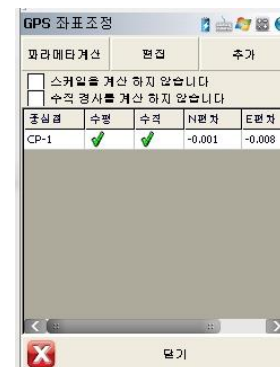 GPS 좌표조정
파라메타계산 편집 추가
스케일을 계산 하지 않습니다
수직 경사를 계산 하지 않습니다
중심점 수평 수직 N편차 E편차
CP-1 -0.001 -0.008
닫기